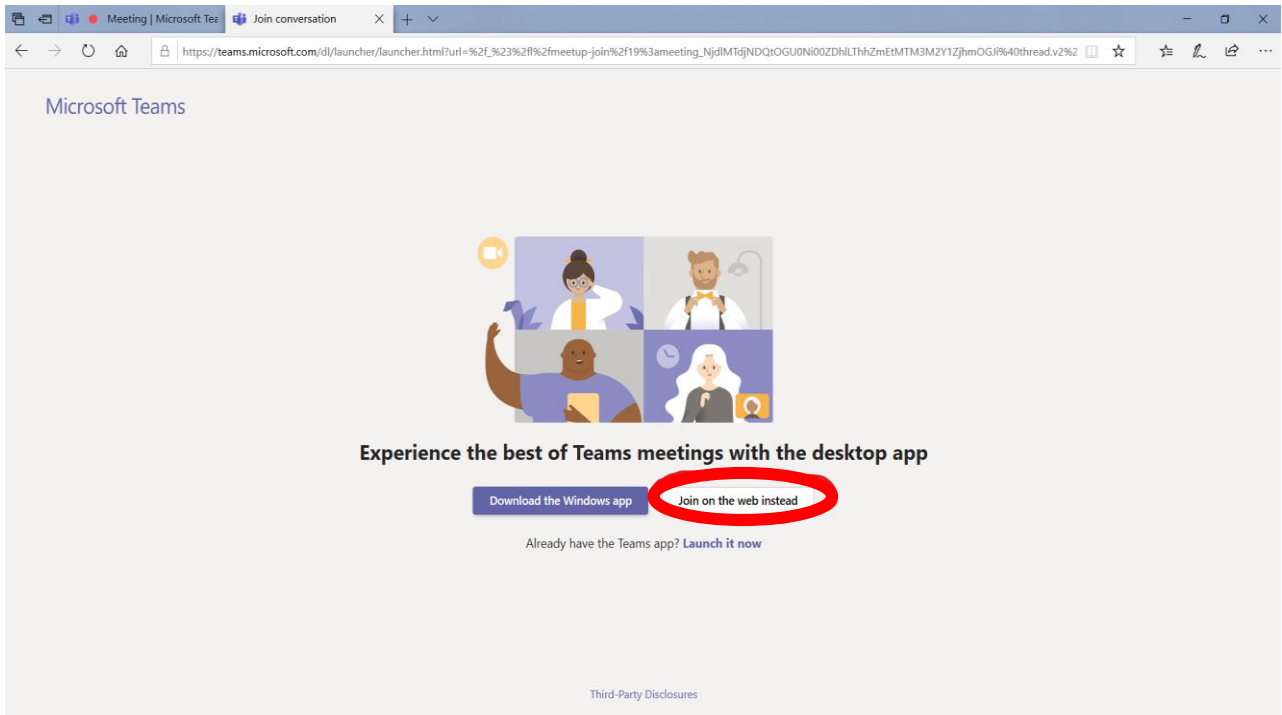 Meeting | Microsoft Tea
Join conversation
https://teams.microsoft.com/dl/launcher/launcher.html?url=%2f_%23%2fl%2fmeetup-join%2f19%3ameeting_NjdlMTdjNDQtOGU0Ni00ZDhlLThhZmEtMTM3M2Y1ZjhmOGJi%40thread.v2%2
Microsoft Teams
Experience the best of Teams meetings with the desktop app
Download the Windows app
Join on the web instead
Already have the Teams app? Launch it now
Third-Party Disclosures